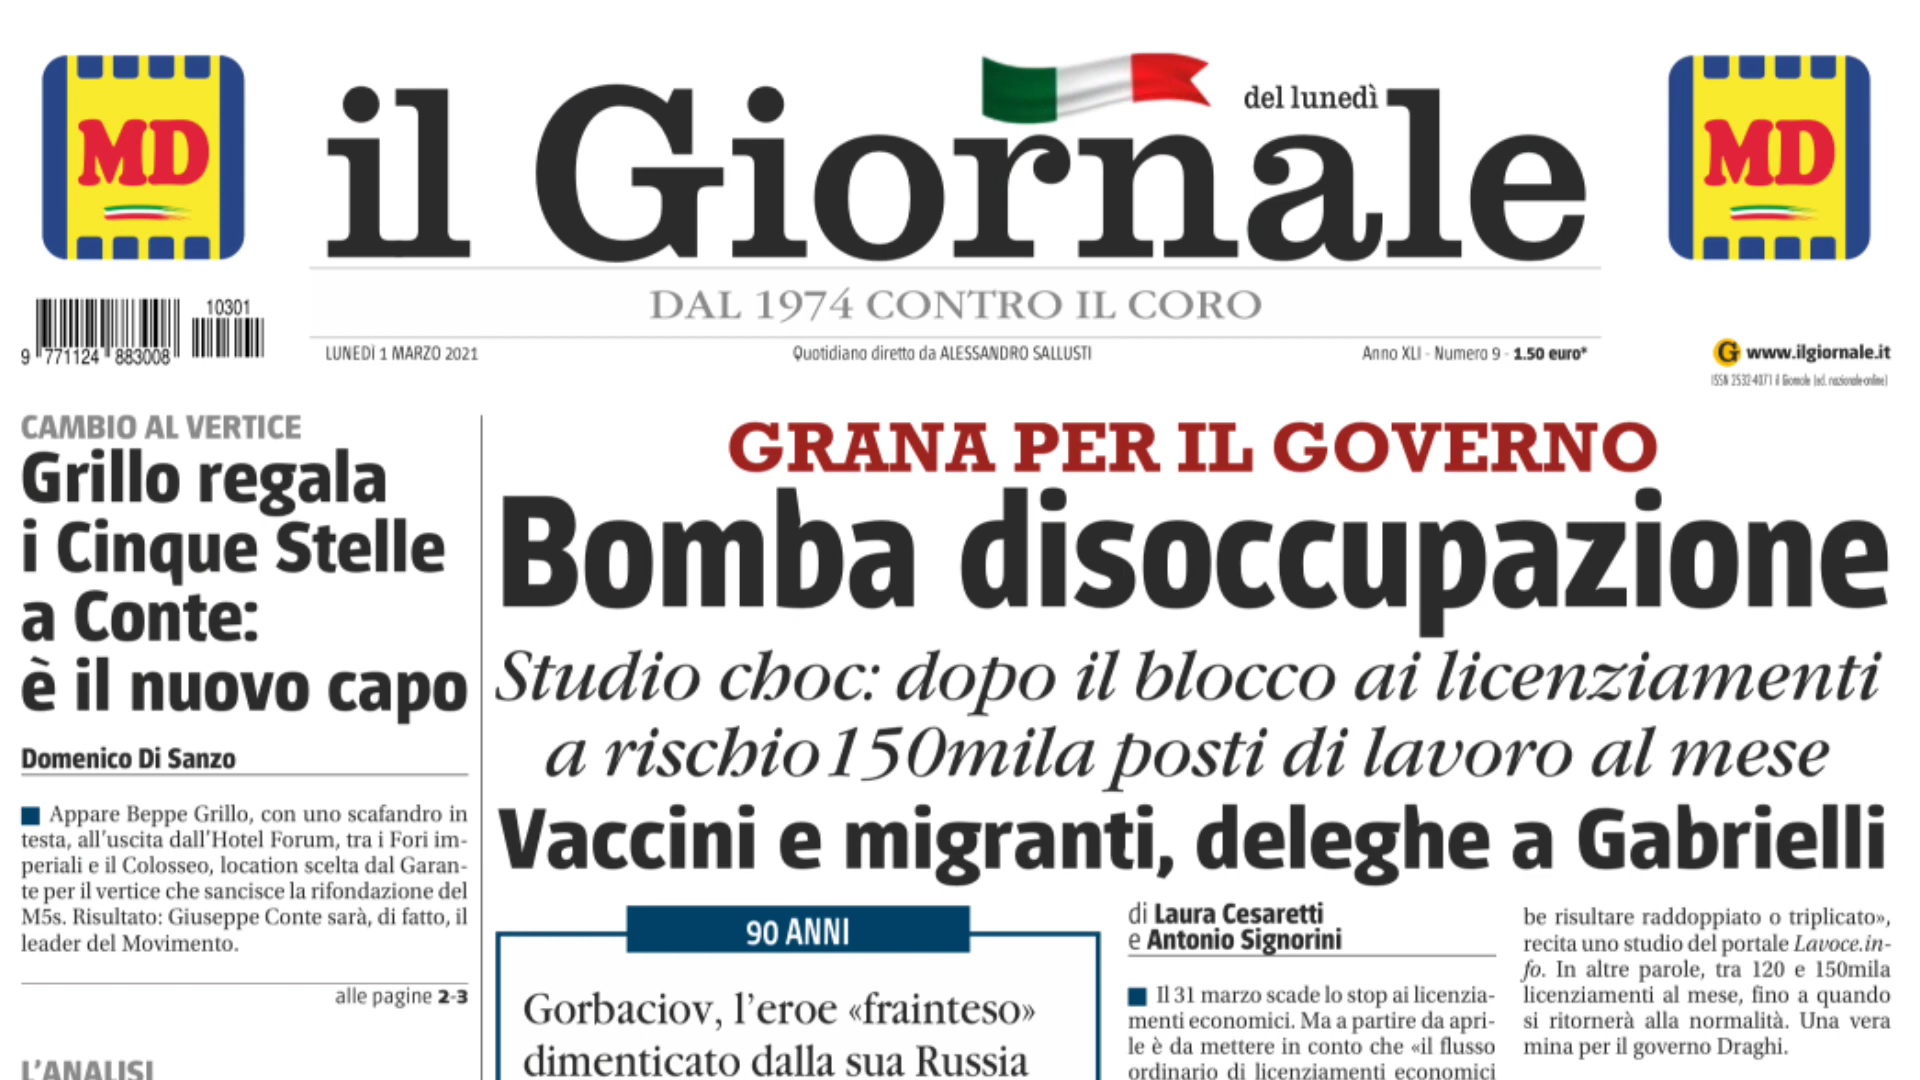 MD
il Giornale
del lunedì
MD
DAL 1974 CONTRO IL CORO
10301
9 771124 883008
LUNEDÌ 1 MARZO 2021
Quotidiano diretto da ALESSANDRO SALLUSTI
Anno XLI - Numero 9 - 1.50 euro*
G www.ilgiornale.it
ISSN 2532-4071 il Giornale (ed. nazionale-online)
CAMBIO AL VERTICE
Grillo regala
i Cinque Stelle
a Conte:
è il nuovo capo
Domenico Di Sanzo
Appare Beppe Grillo, con uno scafandro in
testa, all'uscita dall'Hotel Forum, tra i Fori im-
periali e il Colosseo, location scelta dal Garan-
te per il vertice che sancisce la rifondazione del
M5s. Risultato: Giuseppe Conte sarà, di fatto, il
leader del Movimento.
alle pagine 2-3
L'ANALISI
GRANA PER IL GOVERNO
Bomba disoccupazione
Studio choc: dopo il blocco ai licenziamenti
a rischio 150mila posti di lavoro al mese
Vaccini e migranti, deleghe a Gabrielli
90 ANNI
Gorbaciov, l'eroe «frainteso»
dimenticato dalla sua Russia
di Laura Cesaretti
e Antonio Signorini
Il 31 marzo scade lo stop ai licenzia-
menti economici. Ma a partire da apri-
le è da mettere in conto che «il flusso
ordinario di licenziamenti economici
be risultare raddoppiato o triplicato»,
recita uno studio del portale Lavoce.in-
fo. In altre parole, tra 120 e 150mila
licenziamenti al mese, fino a quando
si ritornerà alla normalità. Una vera
mina per il governo Draghi.